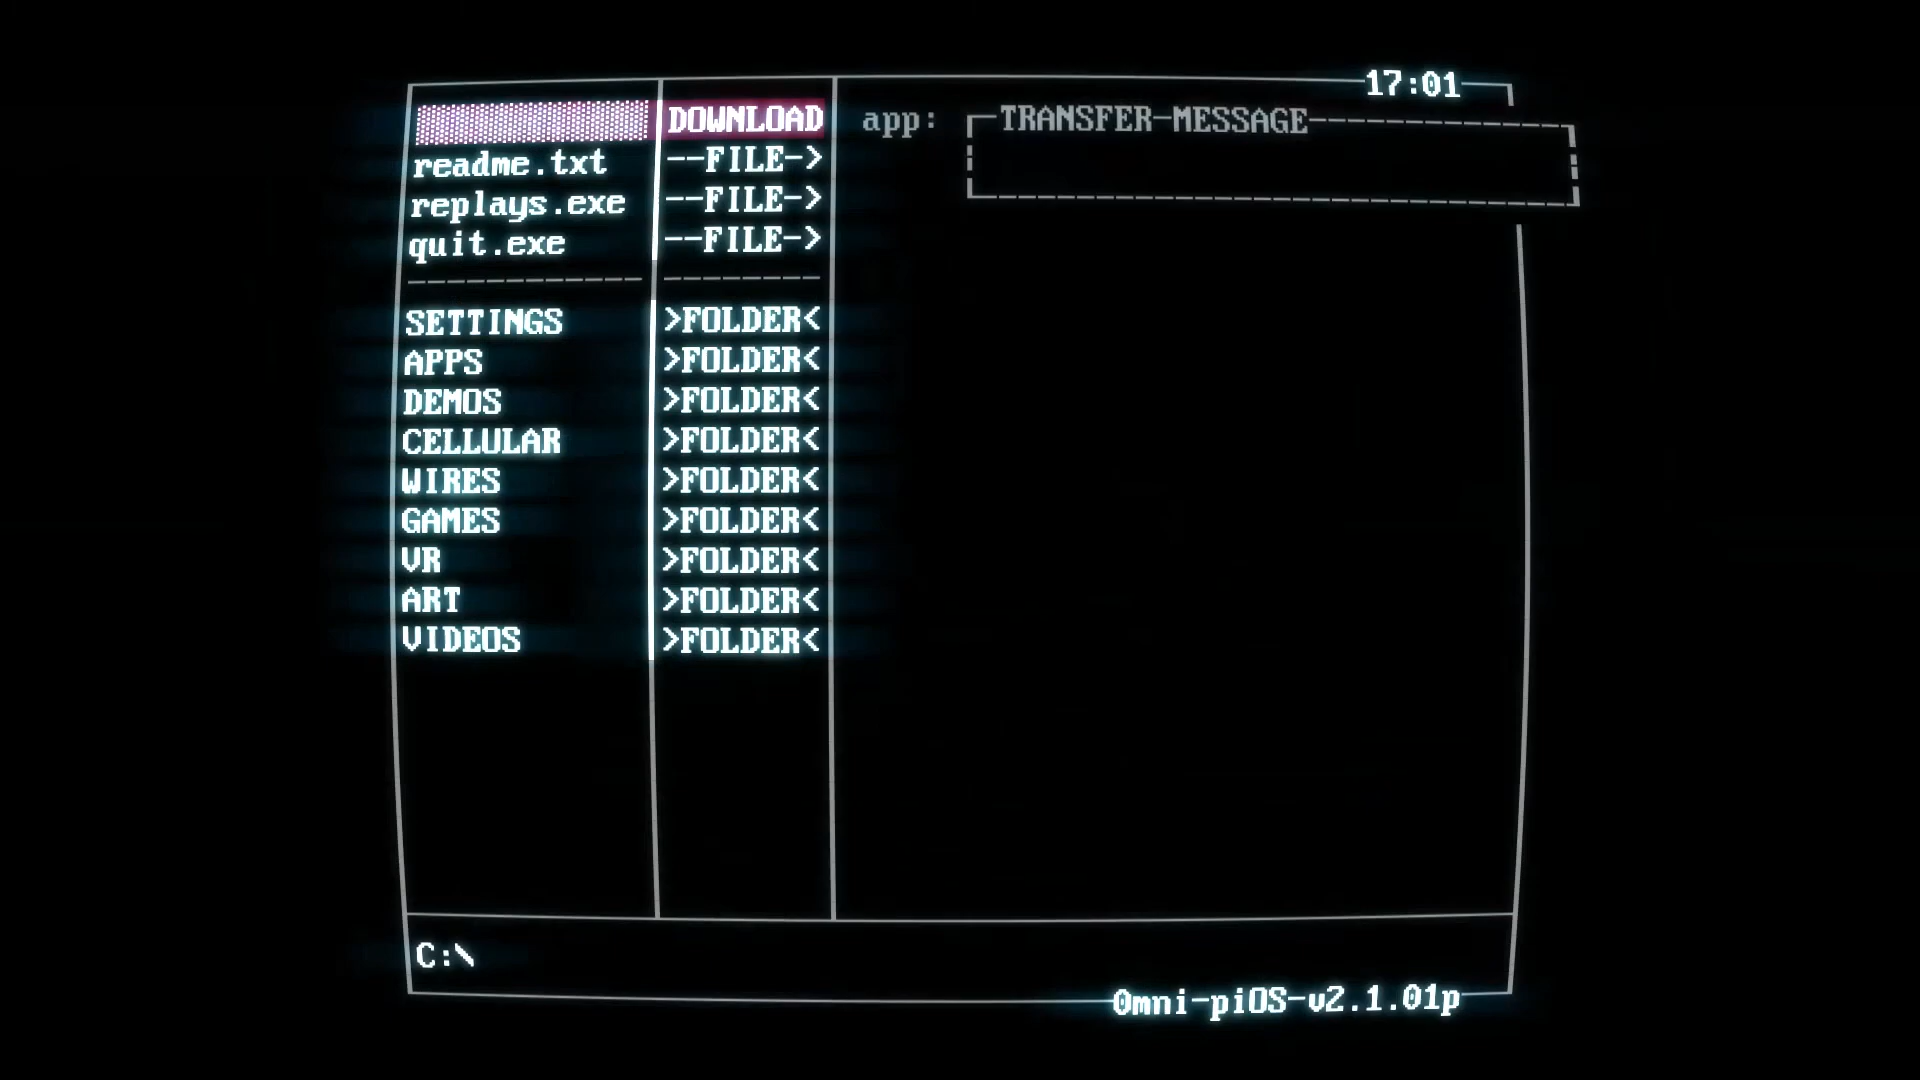 17:01
DOWNLOAD
app: TRANSFER-MESSAGE
readme.txt --FILE->
replays.exe --FILE->
quit.exe --FILE->
SETTINGS >FOLDER<
APPS >FOLDER<
DEMOS >FOLDER<
CELLULAR >FOLDER<
WIRES >FOLDER<
GAMES >FOLDER<
VR >FOLDER<
ART >FOLDER<
VIDEOS >FOLDER<
C:\
Omni-piOS-v2.1.01p